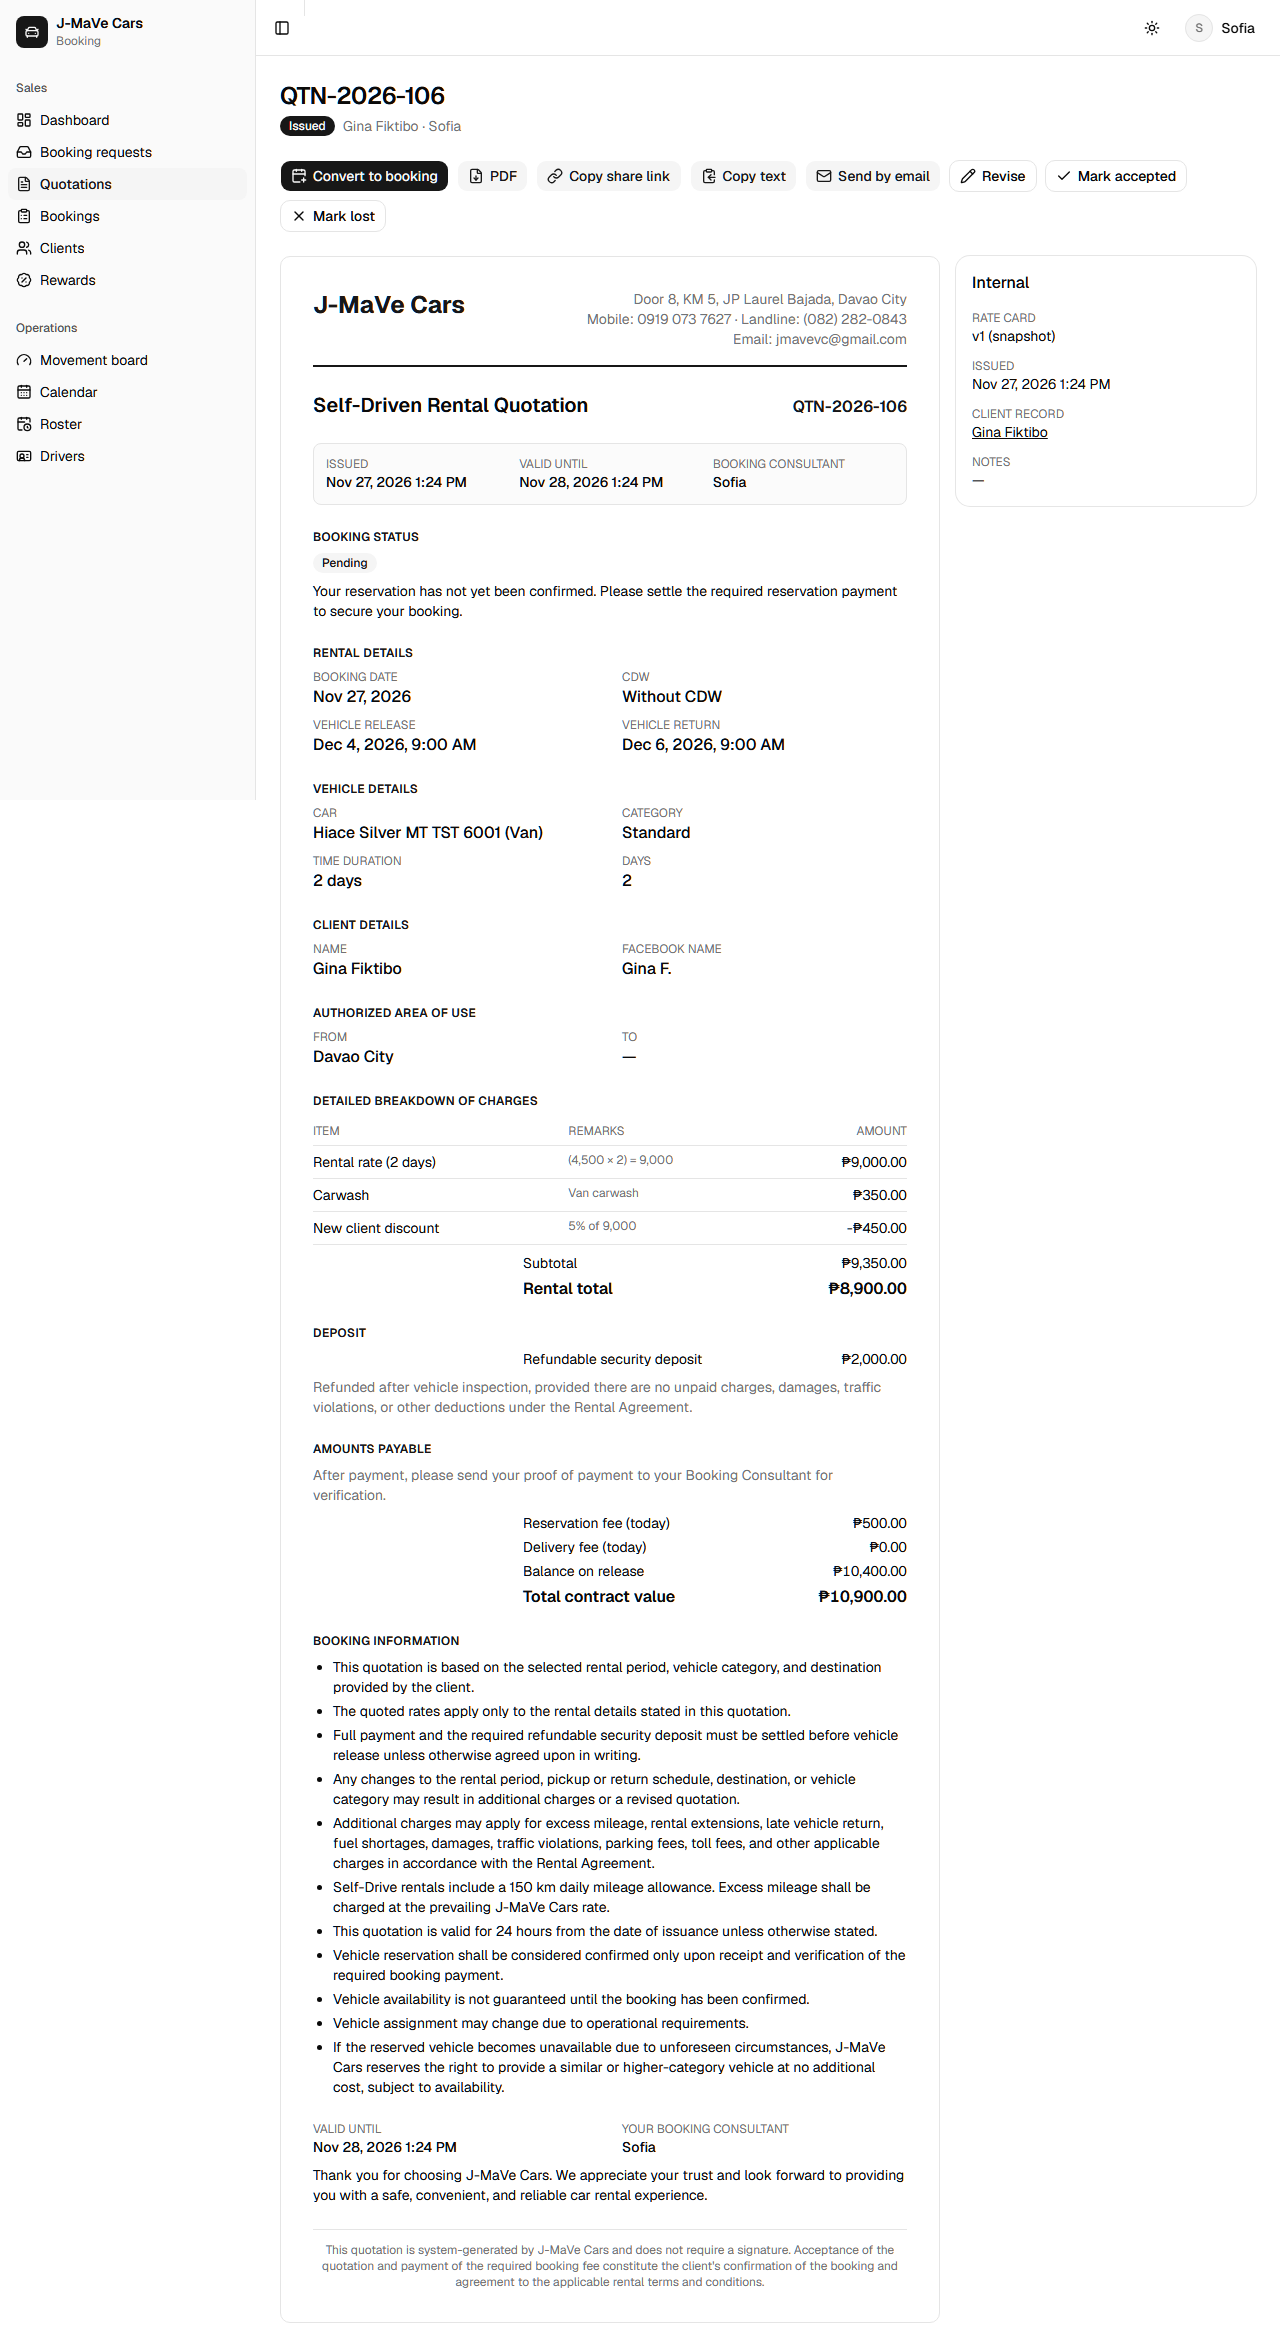 J-MaVe Cars
Booking
Sales
Dashboard
Booking requests
Quotations
Bookings
Clients
Rewards
Operations
Movement board
Calendar
Roster
Drivers
S
Sofia
QTN-2026-106
Issued
Gina Fiktibo · Sofia
Convert to booking
PDF
Copy share link
Copy text
Send by email
Revise
Mark accepted
Mark lost
J-MaVe Cars
Door 8, KM 5, JP Laurel Bajada, Davao City
Mobile: 0919 073 7627 · Landline: (082) 282-0843
Email: jmavevc@gmail.com
Self-Driven Rental Quotation
QTN-2026-106
ISSUED
Nov 27, 2026 1:24 PM
VALID UNTIL
Nov 28, 2026 1:24 PM
BOOKING CONSULTANT
Sofia
BOOKING STATUS
Pending
Your reservation has not yet been confirmed. Please settle the required reservation payment
to secure your booking.
RENTAL DETAILS
BOOKING DATE
Nov 27, 2026
CDW
Without CDW
VEHICLE RELEASE
Dec 4, 2026, 9:00 AM
VEHICLE RETURN
Dec 6, 2026, 9:00 AM
VEHICLE DETAILS
CAR
Hiace Silver MT TST 6001 (Van)
CATEGORY
Standard
TIME DURATION
2 days
DAYS
2
CLIENT DETAILS
NAME
Gina Fiktibo
FACEBOOK NAME
Gina F.
AUTHORIZED AREA OF USE
FROM
Davao City
TO
—
DETAILED BREAKDOWN OF CHARGES
ITEM REMARKS AMOUNT
Rental rate (2 days) (4,500 × 2) = 9,000 ₱9,000.00
Carwash Van carwash ₱350.00
New client discount 5% of 9,000 -₱450.00
Subtotal ₱9,350.00
Rental total ₱8,900.00
DEPOSIT
Refundable security deposit ₱2,000.00
Refunded after vehicle inspection, provided there are no unpaid charges, damages, traffic
violations, or other deductions under the Rental Agreement.
AMOUNTS PAYABLE
After payment, please send your proof of payment to your Booking Consultant for
verification.
Reservation fee (today) ₱500.00
Delivery fee (today) ₱0.00
Balance on release ₱10,400.00
Total contract value ₱10,900.00
BOOKING INFORMATION
• This quotation is based on the selected rental period, vehicle category, and destination
provided by the client.
• The quoted rates apply only to the rental details stated in this quotation.
• Full payment and the required refundable security deposit must be settled before vehicle
release unless otherwise agreed upon in writing.
• Any changes to the rental period, pickup or return schedule, destination, or vehicle
category may result in additional charges or a revised quotation.
• Additional charges may apply for excess mileage, rental extensions, late vehicle return,
fuel shortages, damages, traffic violations, parking fees, toll fees, and other applicable
charges in accordance with the Rental Agreement.
• Self-Drive rentals include a 150 km daily mileage allowance. Excess mileage shall be
charged at the prevailing J-MaVe Cars rate.
• This quotation is valid for 24 hours from the date of issuance unless otherwise stated.
• Vehicle reservation shall be considered confirmed only upon receipt and verification of the
required booking payment.
• Vehicle availability is not guaranteed until the booking has been confirmed.
• Vehicle assignment may change due to operational requirements.
• If the reserved vehicle becomes unavailable due to unforeseen circumstances, J-MaVe
Cars reserves the right to provide a similar or higher-category vehicle at no additional
cost, subject to availability.
VALID UNTIL
Nov 28, 2026 1:24 PM
YOUR BOOKING CONSULTANT
Sofia
Thank you for choosing J-MaVe Cars. We appreciate your trust and look forward to providing
you with a safe, convenient, and reliable car rental experience.
This quotation is system-generated by J-MaVe Cars and does not require a signature. Acceptance of the
quotation and payment of the required booking fee constitute the client's confirmation of the booking and
agreement to the applicable rental terms and conditions.
Internal
RATE CARD
v1 (snapshot)
ISSUED
Nov 27, 2026 1:24 PM
CLIENT RECORD
Gina Fiktibo
NOTES
—